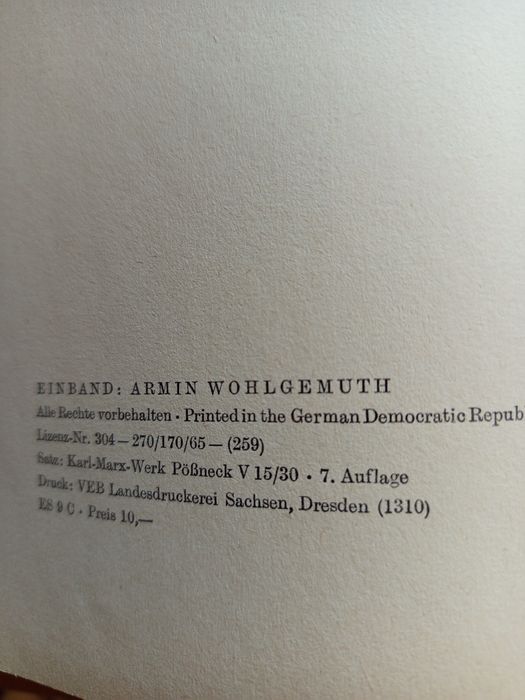 EINBAND: ARMIN WOHLGEMUTH
Alle Rechte vorbehalten · Printed in the German Democratic Repub
Lizenz-Nr. 304 – 270/170/65 – (259)
Satz: Karl-Marx-Werk Pößneck V 15/30 · 7. Auflage
Druck: VEB Landesdruckerei Sachsen, Dresden (1310)
ES 9 C · Preis 10,—